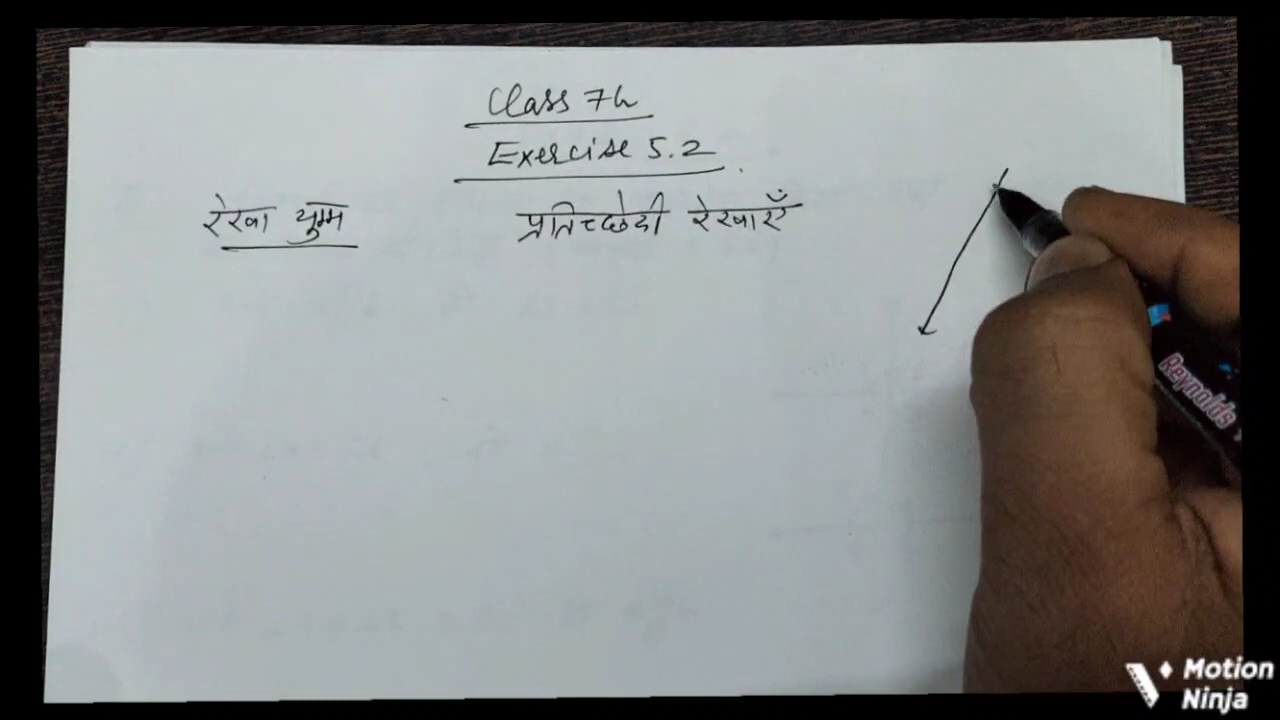 Class 7th
Exercise 5.2
रेखा युग्म प्रतिच्छेदी रेखाएँ
Reynolds
Motion
Ninja